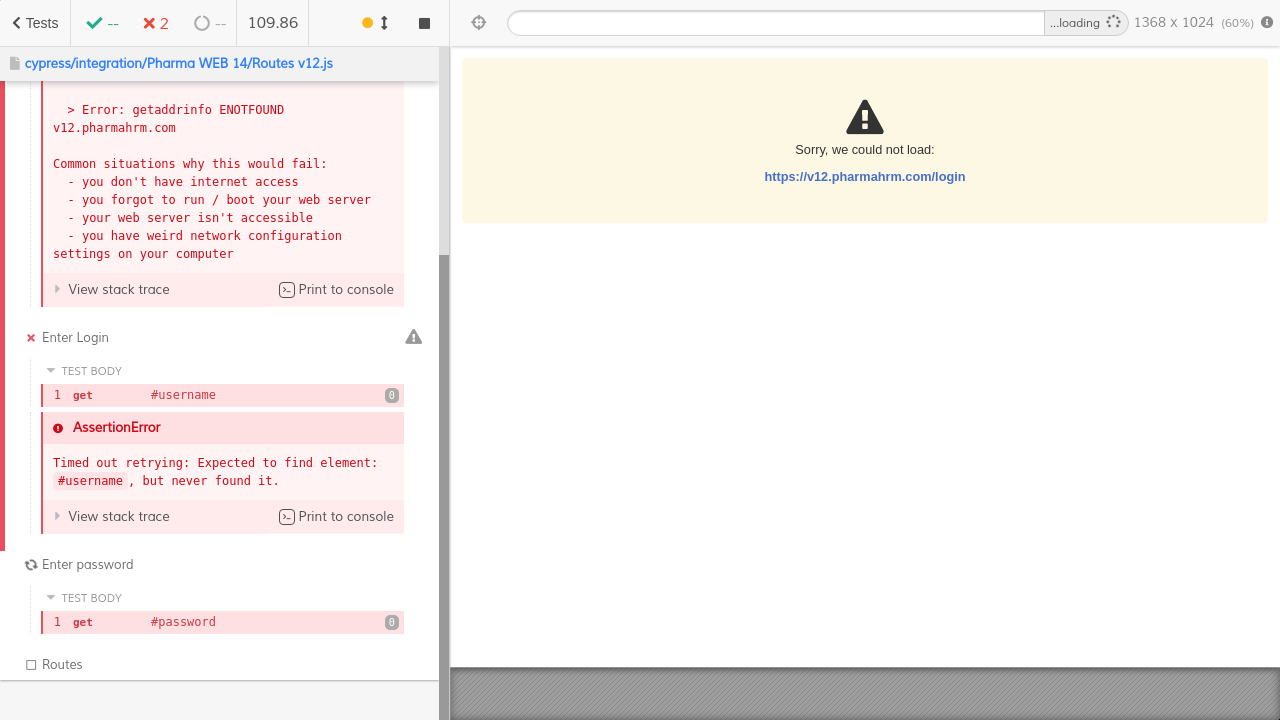 Tests
--
2
--
109.86
...loading
1368 x 1024 (60%)
cypress/integration/Pharma WEB 14/Routes v12.js
> Error: getaddrinfo ENOTFOUND
v12.pharmahrm.com
Common situations why this would fail:
- you don't have internet access
- you forgot to run / boot your web server
- your web server isn't accessible
- you have weird network configuration
settings on your computer
View stack trace
Print to console
Enter Login
TEST BODY
1 get #username 0
AssertionError
Timed out retrying: Expected to find element:
#username, but never found it.
View stack trace
Print to console
Enter password
TEST BODY
1 get #password 0
Routes
Sorry, we could not load:
https://v12.pharmahrm.com/login